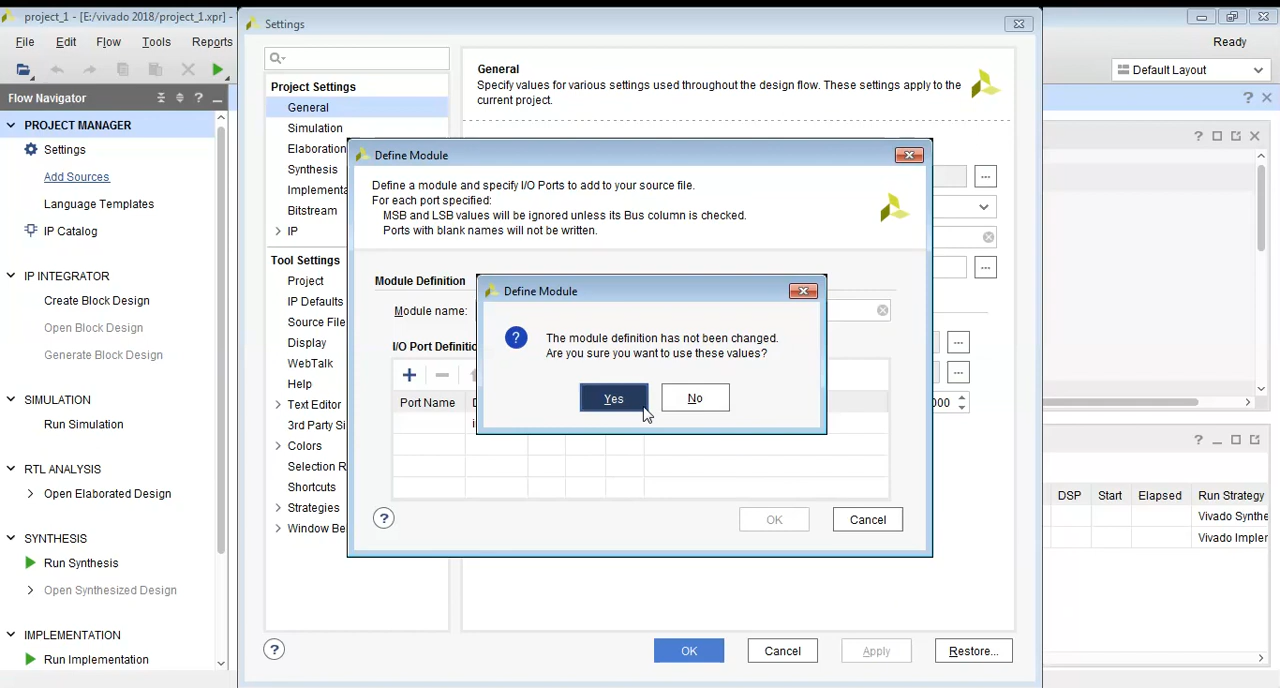 project_1 - [E:/vivado 2018/project_1.xpr] -
File Edit Flow Tools Reports
Ready
Default Layout
Flow Navigator
PROJECT MANAGER
Settings
Add Sources
Language Templates
IP Catalog
IP INTEGRATOR
Create Block Design
Open Block Design
Generate Block Design
SIMULATION
Run Simulation
RTL ANALYSIS
Open Elaborated Design
SYNTHESIS
Run Synthesis
Open Synthesized Design
IMPLEMENTATION
Run Implementation
Settings
Project Settings
General
Simulation
Elaboration
Synthesis
Implementa
Bitstream
IP
Tool Settings
Project
IP Defaults
Source File
Display
WebTalk
Help
Text Editor
3rd Party Si
Colors
Selection R
Shortcuts
Strategies
Window Be
General
Specify values for various settings used throughout the design flow. These settings apply to the
current project.
000
OK Cancel Apply Restore...
Define Module
Define a module and specify I/O Ports to add to your source file.
For each port specified:
MSB and LSB values will be ignored unless its Bus column is checked.
Ports with blank names will not be written.
Module Definition
Module name:
I/O Port Definitio
Port Name D
i
OK Cancel
Define Module
The module definition has not been changed.
Are you sure you want to use these values?
Yes No
DSP Start Elapsed Run Strategy
Vivado Synthe
Vivado Implem